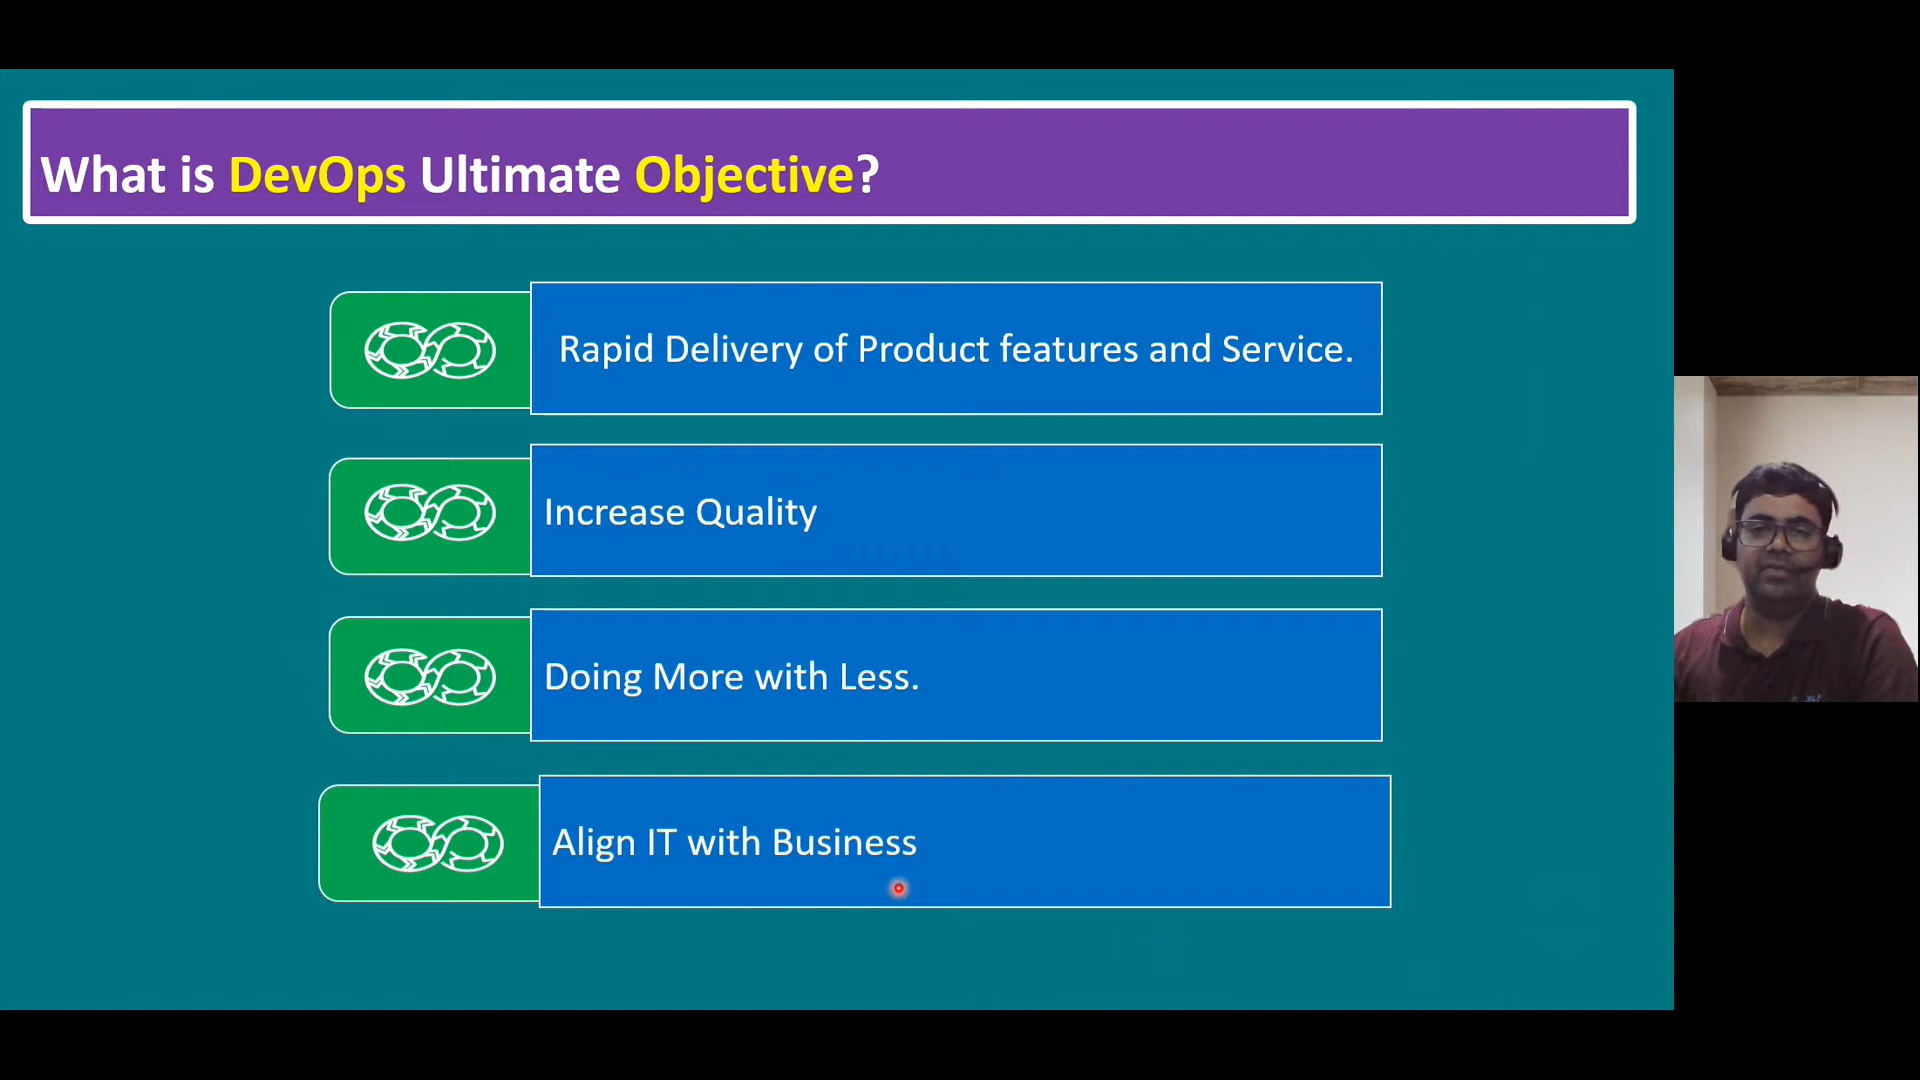 What is DevOps Ultimate Objective?
Rapid Delivery of Product features and Service.
Increase Quality
Doing More with Less.
Align IT with Business